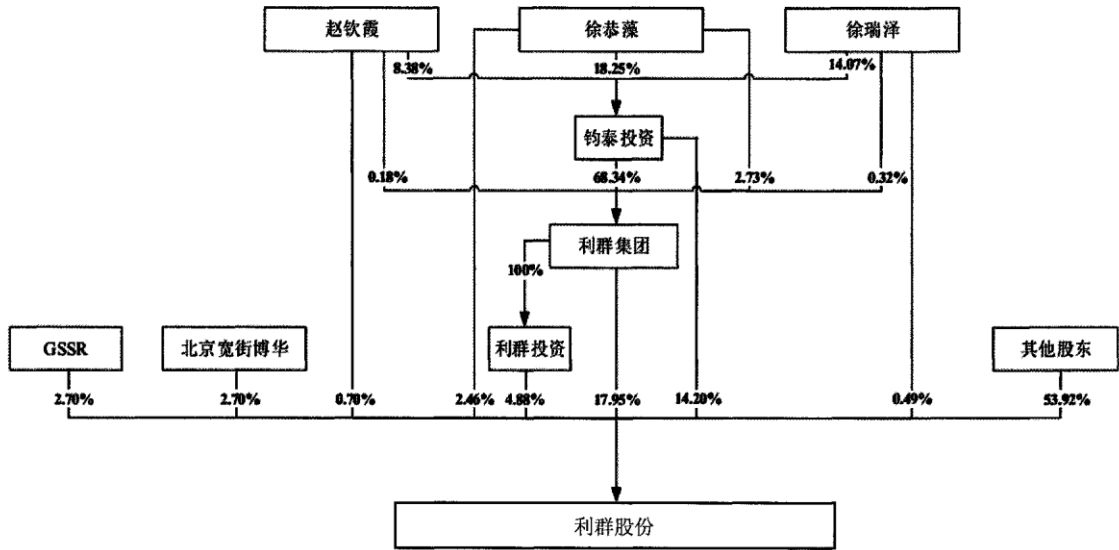 赵钦霞
徐恭藻
徐瑞泽
8.38%
18.25%
14.07%
钧泰投资
0.18%
68.34%
2.73%
0.32%
利群集团
100%
GSSR
北京宽街博华
利群投资
其他股东
2.70%
2.70%
0.70%
2.46%
4.88%
17.95%
14.20%
0.49%
53.92%
利群股份